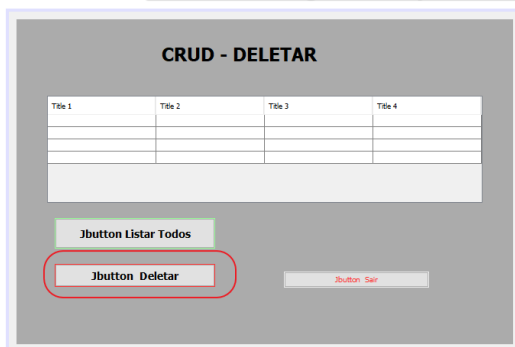 CRUD - DELETAR
Title 1 Title 2 Title 3 Title 4
Jbutton Listar Todos
Jbutton Deletar
Jbutton Sair